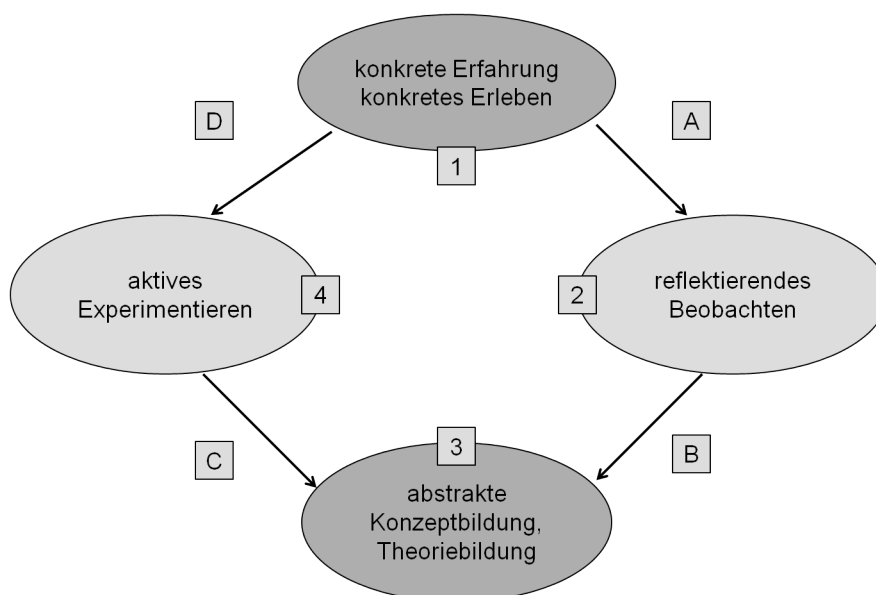 konkrete Erfahrung
konkretes Erleben
D
A
1
aktives
Experimentieren
4
2
reflektierendes
Beobachten
3
C
B
abstrakte
Konzeptbildung,
Theoriebildung